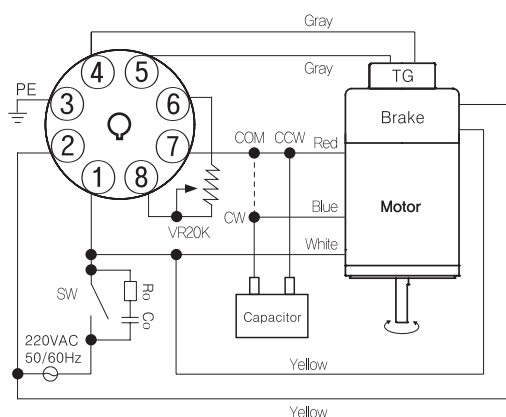 Gray
4
5
Gray
TG
PE
3
6
Brake
2
7
COM
CCW
Red
1
8
CW
Blue
Motor
VR20K
White
SW
Ro
Co
Capacitor
220VAC
50/60Hz
Yellow
Yellow